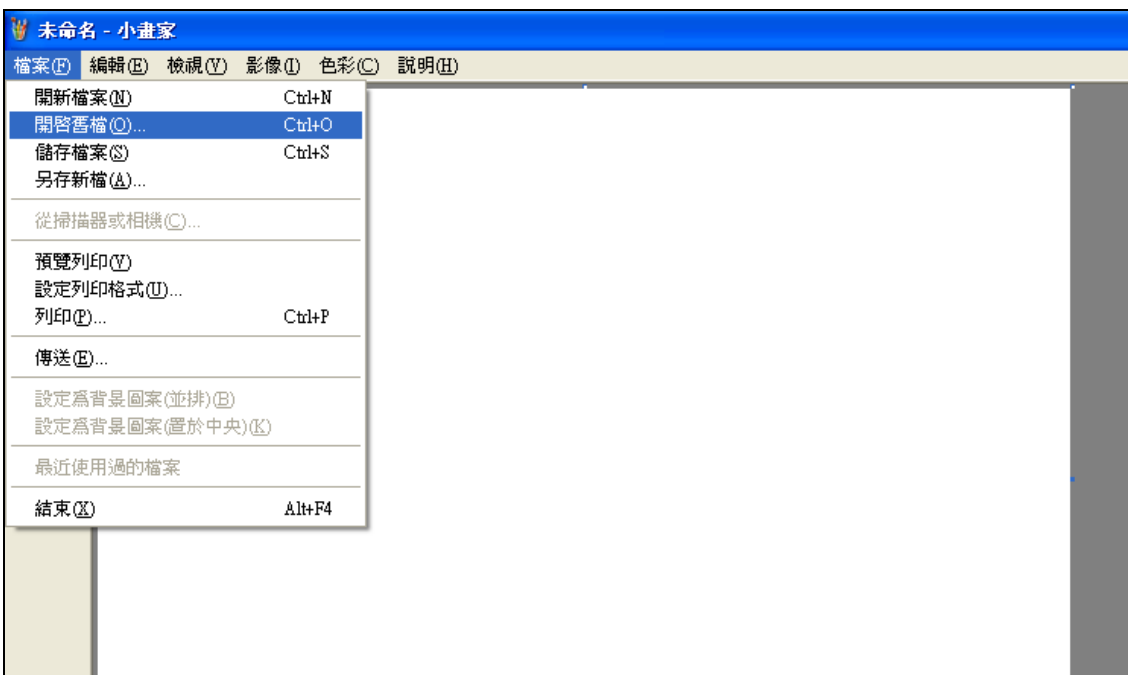 未命名 - 小畫家
檔案(F) 編輯(E) 檢視(V) 影像(I) 色彩(C) 說明(H)
開新檔案(N) Ctrl+N
開啓舊檔(O)... Ctrl+O
儲存檔案(S) Ctrl+S
另存新檔(A)...
從掃描器或相機(C)...
預覽列印(V)
設定列印格式(U)...
列印(P)... Ctrl+P
傳送(E)...
設定爲背景圖案(並排)(B)
設定爲背景圖案(置於中央)(K)
最近使用過的檔案
結束(X) Alt+F4